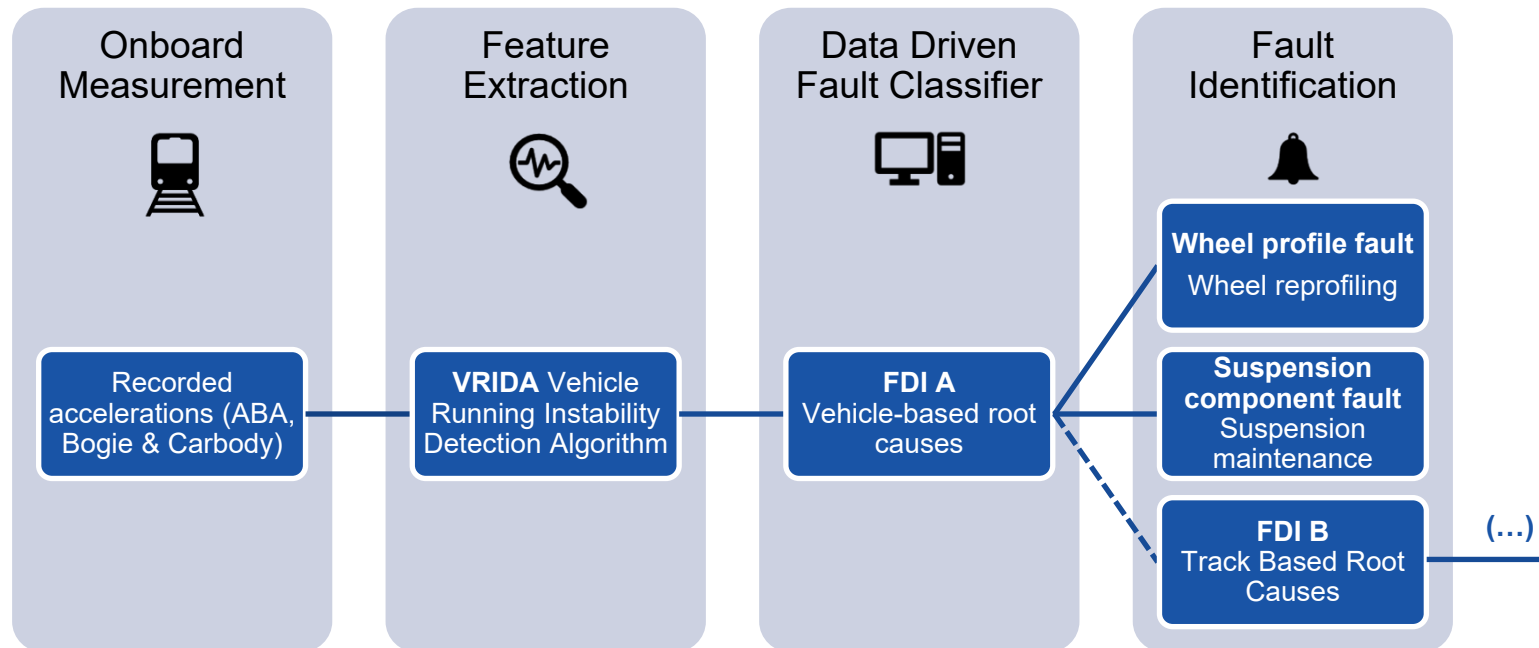 Onboard
Measurement
Feature
Extraction
Data Driven
Fault Classifier
Fault
Identification
Recorded
accelerations (ABA,
Bogie & Carbody)
VRIDA Vehicle
Running Instability
Detection Algorithm
FDI A
Vehicle-based root
causes
Wheel profile fault
Wheel reprofiling
Suspension
component fault
Suspension
maintenance
FDI B
Track Based Root
Causes
(...)